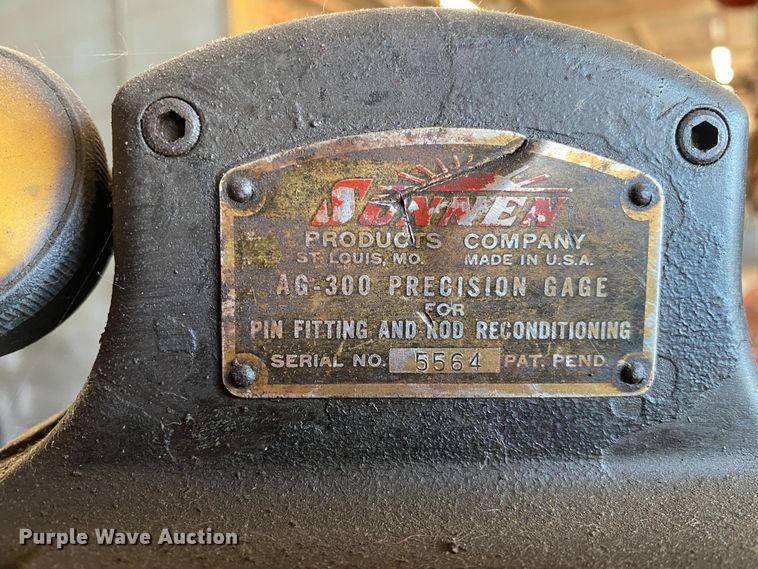 SUNNEN
PRODUCTS COMPANY
ST. LOUIS, MO. MADE IN U.S.A.
AG-300 PRECISION GAGE
FOR
PIN FITTING AND ROD RECONDITIONING
SERIAL NO. 5564 PAT. PEND
Purple Wave Auction